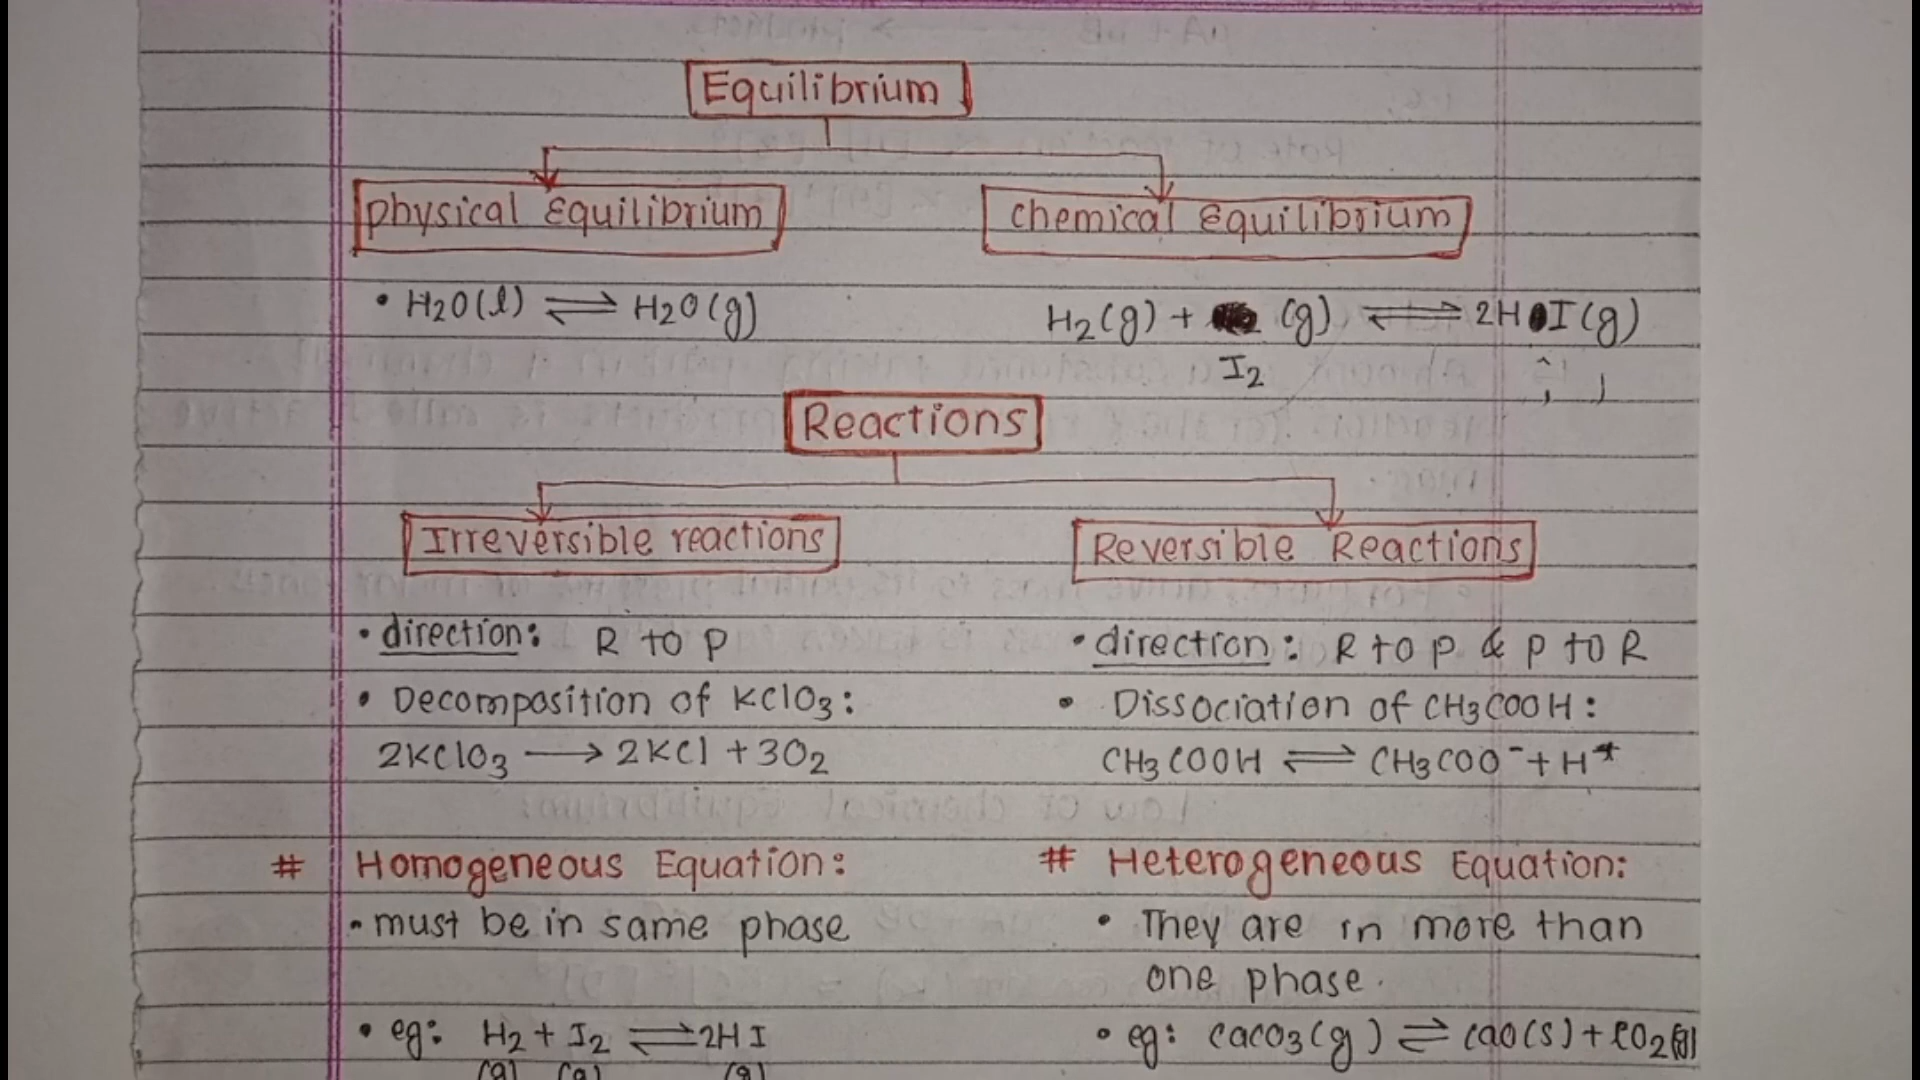 Equilibrium
physical Equilibrium
chemical Equilibrium
• H2O(l) ⇌ H2O(g)
H2(g) + (g) ⇌ 2HI(g)
I2
Reactions
Irreversible reactions
Reversible Reactions
• direction: R to P
• direction: R to P & P to R
• Decomposition of KClO3:
• Dissociation of CH3COOH:
2KClO3 ⟶ 2KCl + 3O2
CH3COOH ⇌ CH3COO⁻ + H⁺
# Homogeneous Equation:
# Heterogeneous Equation:
• must be in same phase
• They are in more than
one phase.
• eg: H2 + I2 ⇌ 2HI
(g) (g) (g)
• eg: CaCO3(g) ⇌ CaO(s) + CO2(g)